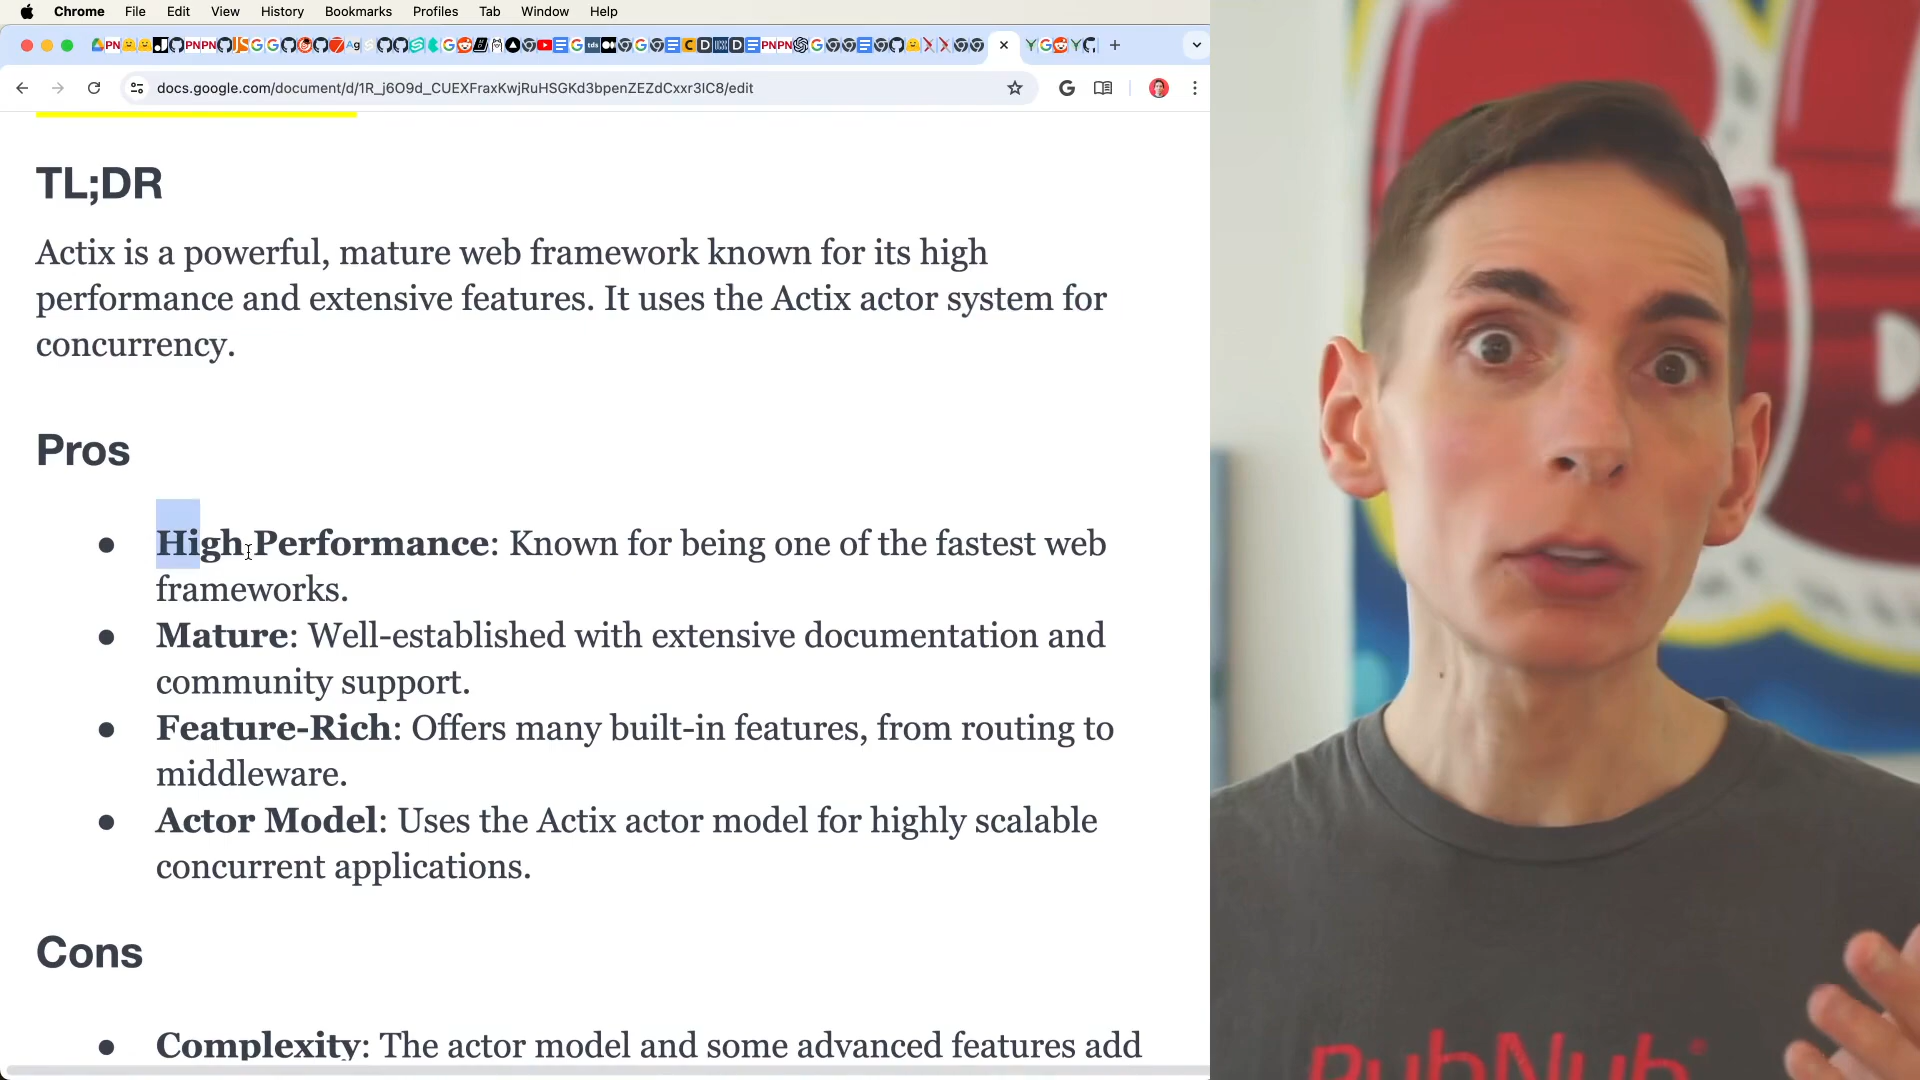 Chrome File Edit View History Bookmarks Profiles Tab Window Help
docs.google.com/document/d/1R_j6O9d_CUEXFraxKwjRuHSGKd3bpenZEZdCxxr3lC8/edit
TL;DR
Actix is a powerful, mature web framework known for its high
performance and extensive features. It uses the Actix actor system for
concurrency.
Pros
● High Performance: Known for being one of the fastest web
frameworks.
● Mature: Well-established with extensive documentation and
community support.
● Feature-Rich: Offers many built-in features, from routing to
middleware.
● Actor Model: Uses the Actix actor model for highly scalable
concurrent applications.
Cons
● Complexity: The actor model and some advanced features add
PubNub